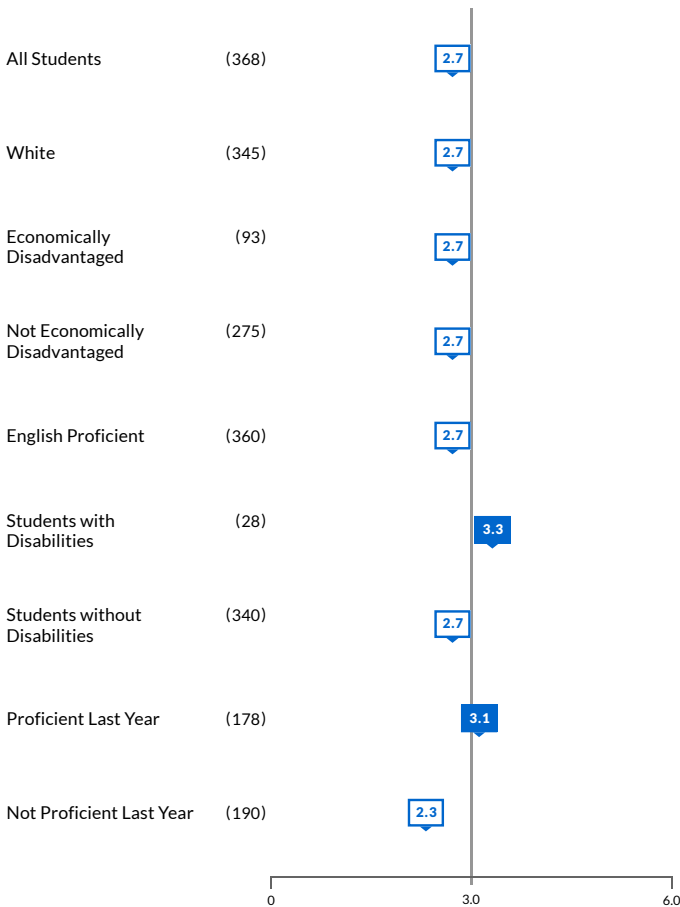 All Students (368) 2.7
White (345) 2.7
Economically (93) 2.7
Disadvantaged
Not Economically (275) 2.7
Disadvantaged
English Proficient (360) 2.7
Students with (28) 3.3
Disabilities
Students without (340) 2.7
Disabilities
Proficient Last Year (178) 3.1
Not Proficient Last Year (190) 2.3
0 3.0 6.0